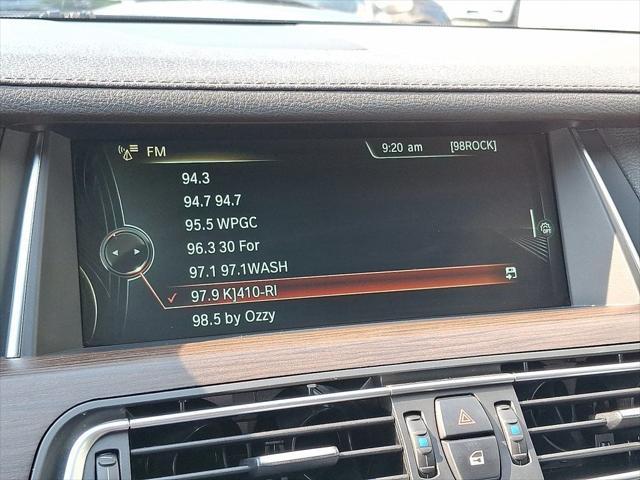 FM 9:20 am [98ROCK]
94.3
94.7 94.7
95.5 WPGC
96.3 30 For
97.1 97.1WASH
97.9 K]410-RI
98.5 by Ozzy
OPT